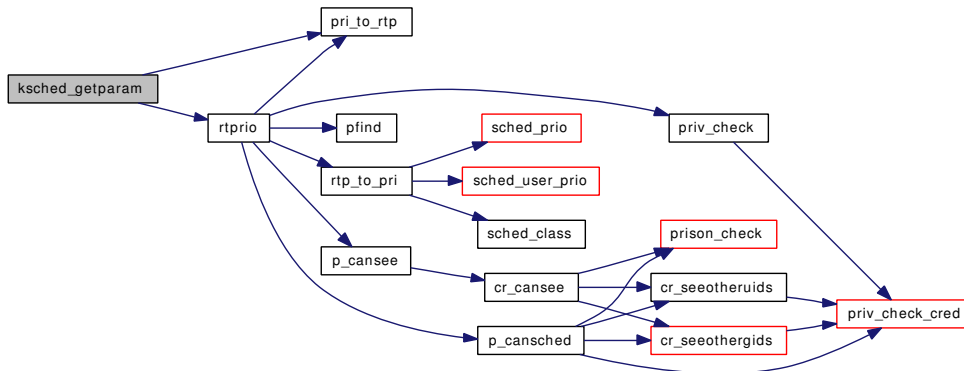 pri_to_rtp
ksched_getparam
rtprio
pfind
sched_prio
priv_check
rtp_to_pri
sched_user_prio
sched_class
prison_check
p_cansee
cr_cansee
cr_seeotheruids
priv_check_cred
p_cansched
cr_seeothergids